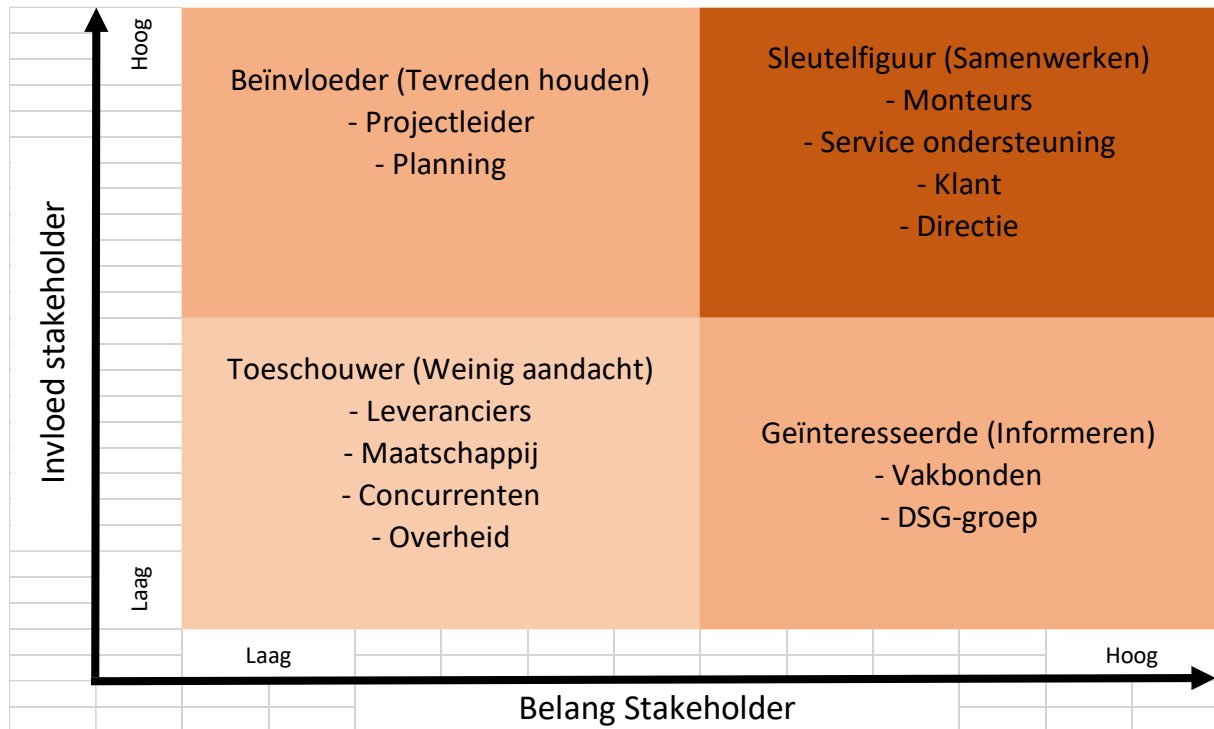 Hoog
Beïnvloeder (Tevreden houden)
- Projectleider
- Planning
Sleutelfiguur (Samenwerken)
- Monteurs
- Service ondersteuning
- Klant
- Directie
Invloed stakeholder
Toeschouwer (Weinig aandacht)
- Leveranciers
- Maatschappij
- Concurrenten
- Overheid
Geïnteresseerde (Informeren)
- Vakbonden
- DSG-groep
Laag
Laag
Hoog
Belang Stakeholder